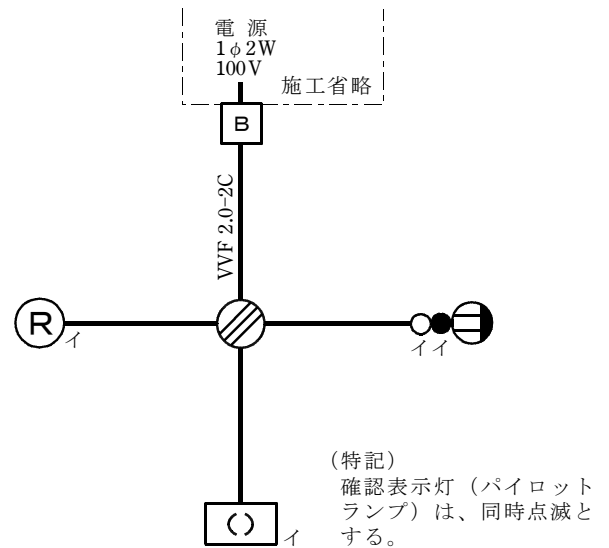 電 源
1φ2W
100V
施工省略
B
VVF 2.0-2C
R
イ
イイ
( )
イ
（特記）
確認表示灯（パイロット
ランプ）は、同時点滅と
する。